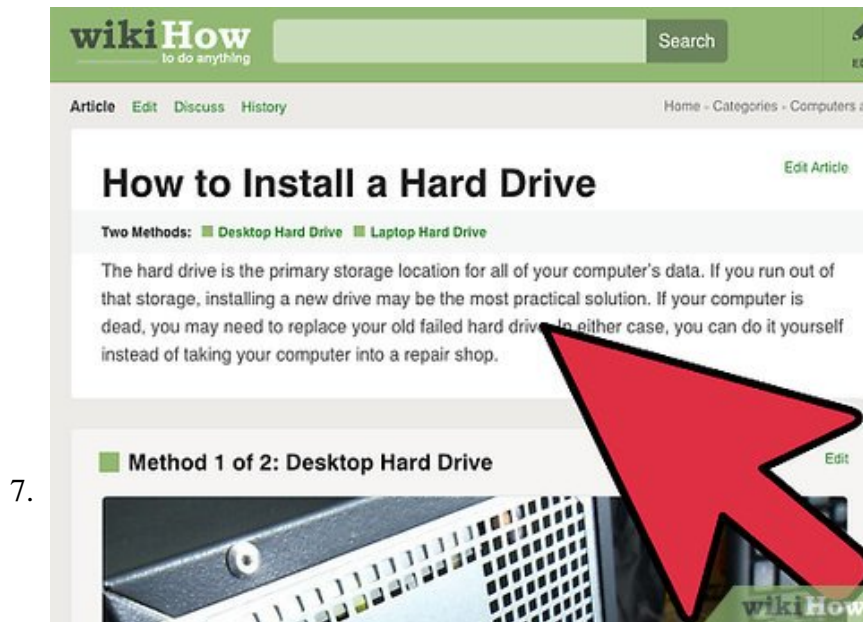 wikiHow
to do anything
Search
Article Edit Discuss History
Home - Categories - Computers
How to Install a Hard Drive
Edit Article
Two Methods: Desktop Hard Drive Laptop Hard Drive
The hard drive is the primary storage location for all of your computer's data. If you run out of
that storage, installing a new drive may be the most practical solution. If your computer is
dead, you may need to replace your old failed hard drive. In either case, you can do it yourself
instead of taking your computer into a repair shop.
Method 1 of 2: Desktop Hard Drive
Edit
7.
wikiHow